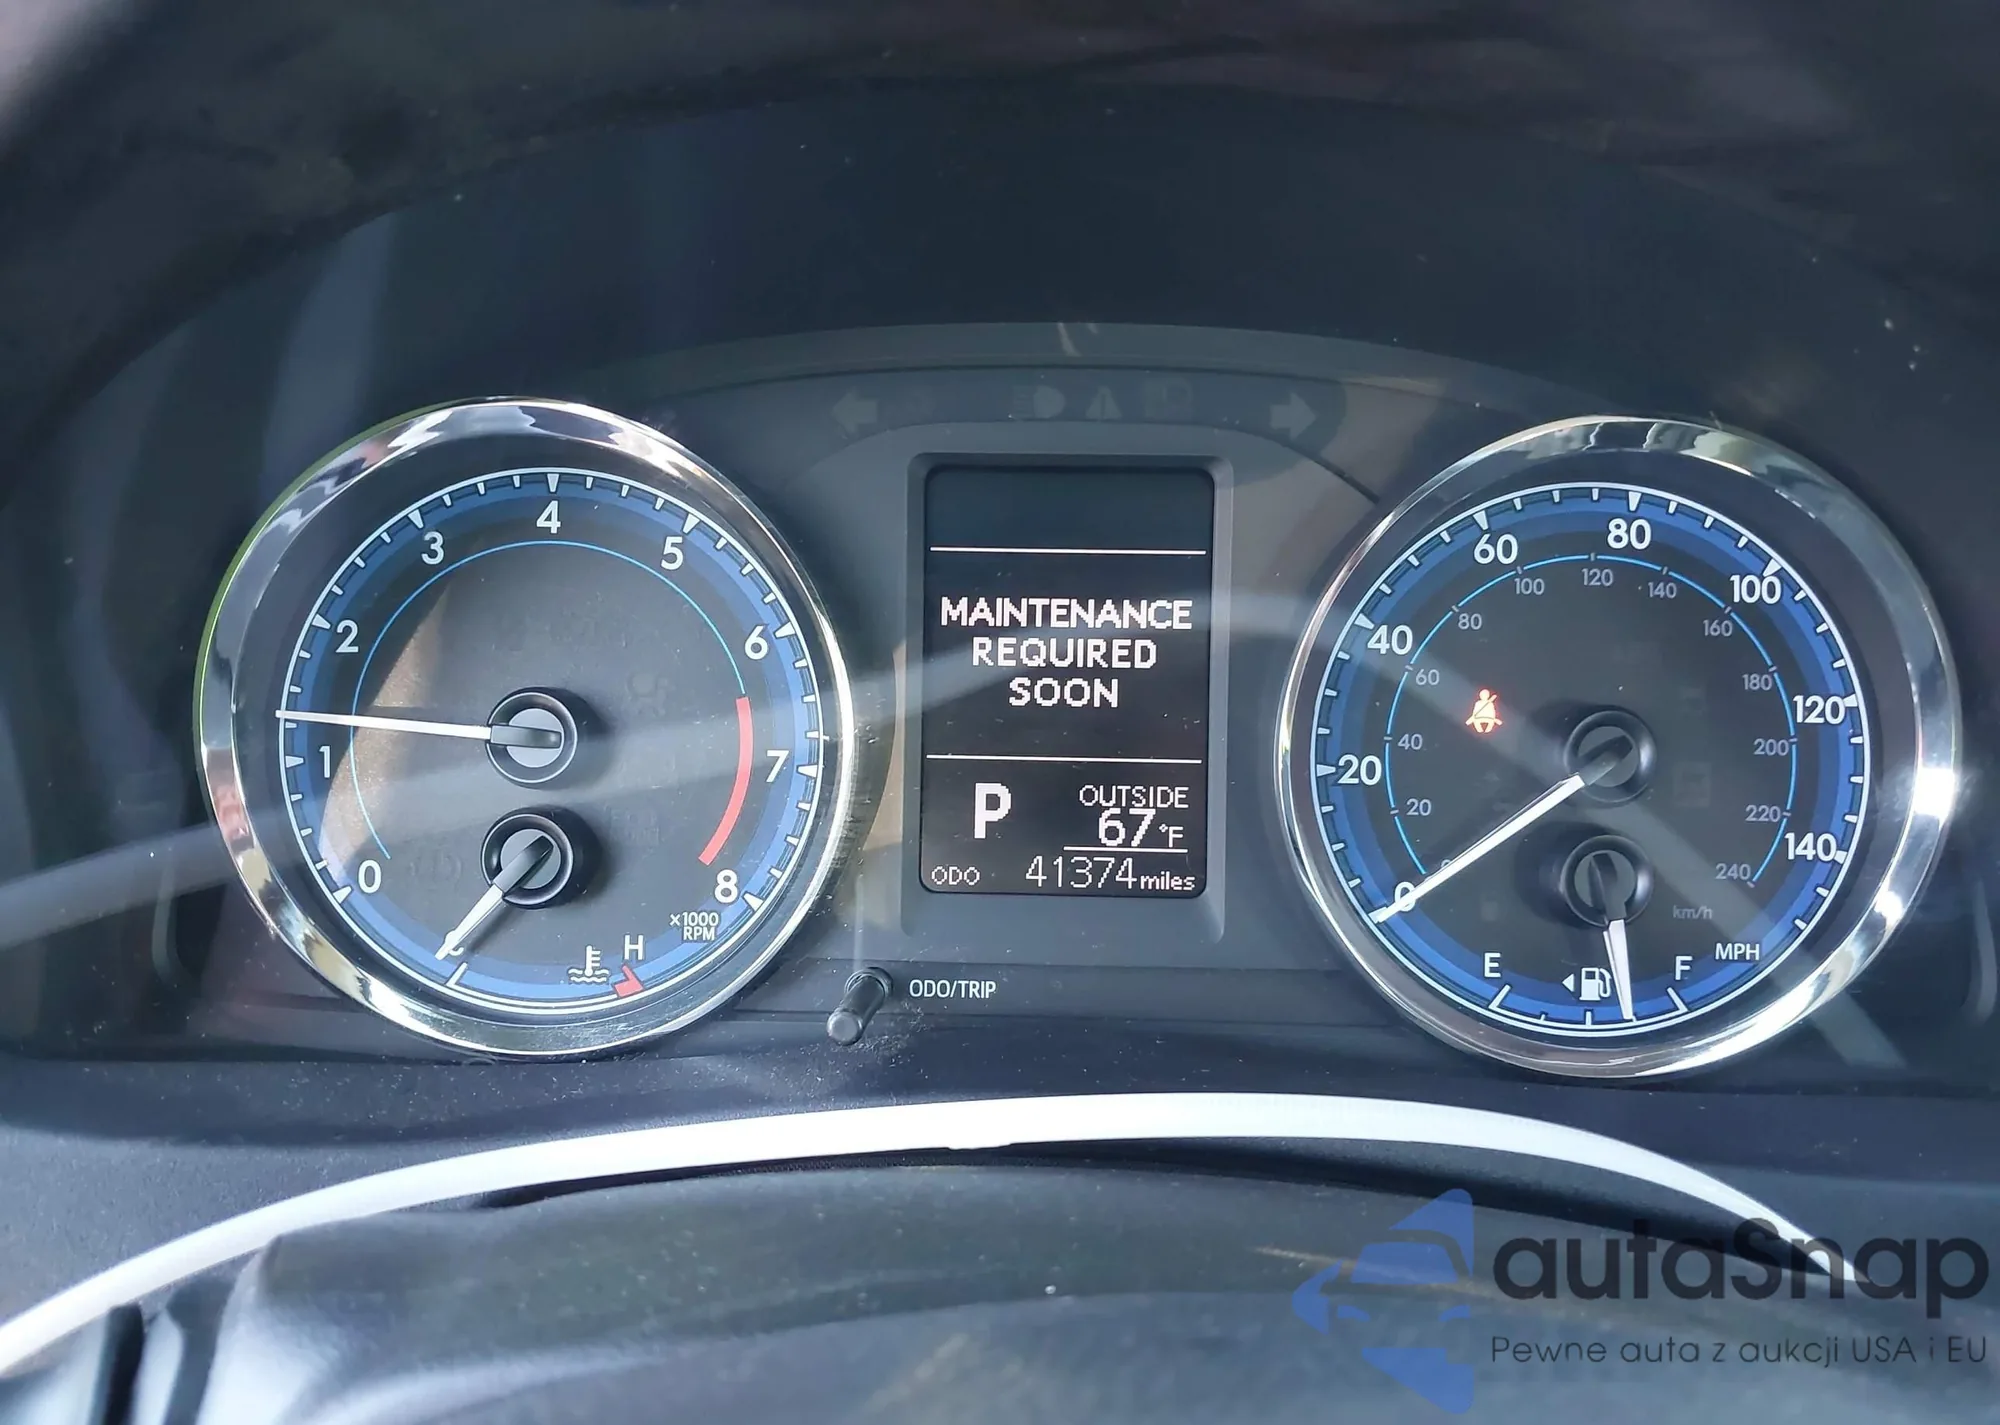 0
1
2
3
4
5
6
7
8
x1000
RPM
H
MAINTENANCE
REQUIRED
SOON
P
OUTSIDE
67°F
ODO 41374 miles
ODO/TRIP
0
20
40
60
80
100
120
140
MPH
20
40
60
80
100
120
140
160
180
200
220
240
km/h
E
F
autaSnap
Pewne auta z aukcji USA i EU